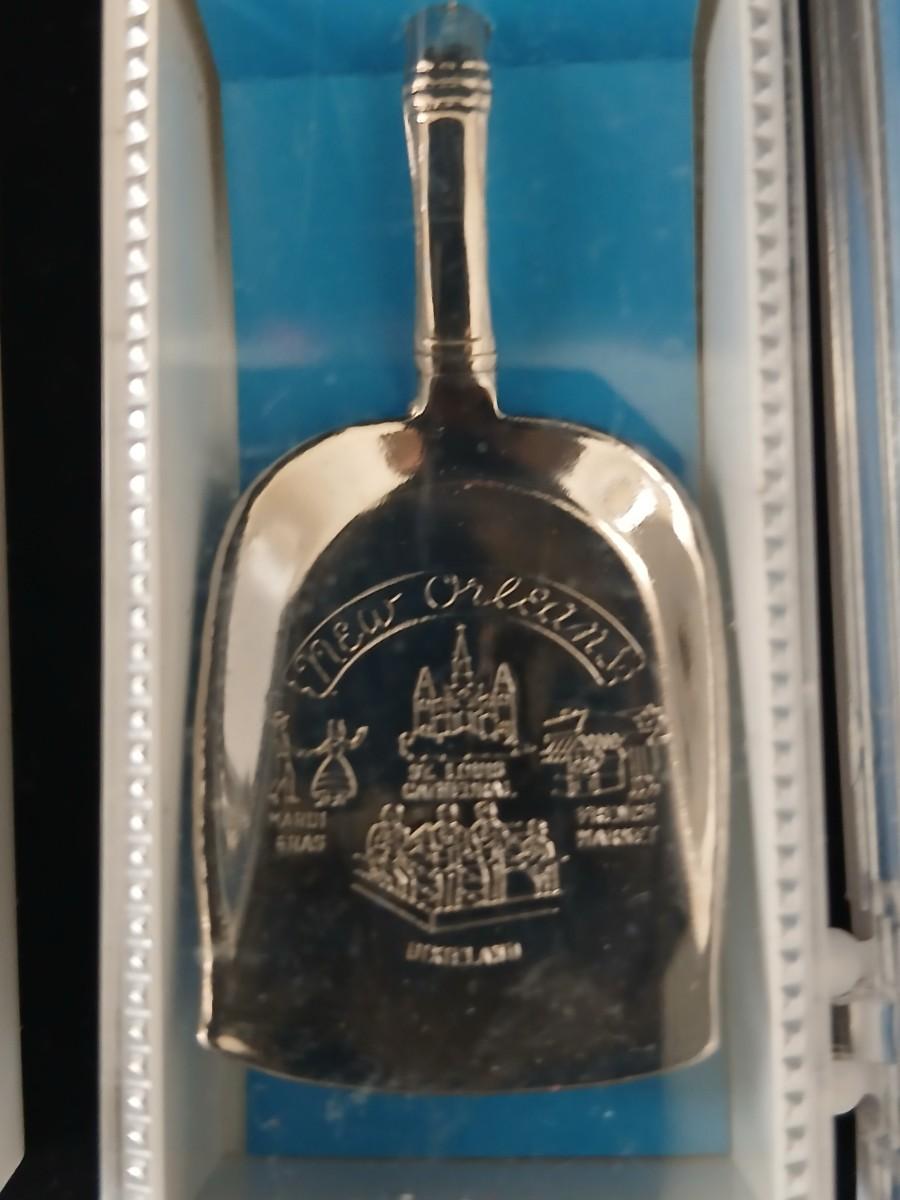 New Orleans
ST. LOUIS
CATHEDRAL
MARDI
GRAS
FRENCH
MARKET
DIXIELAND